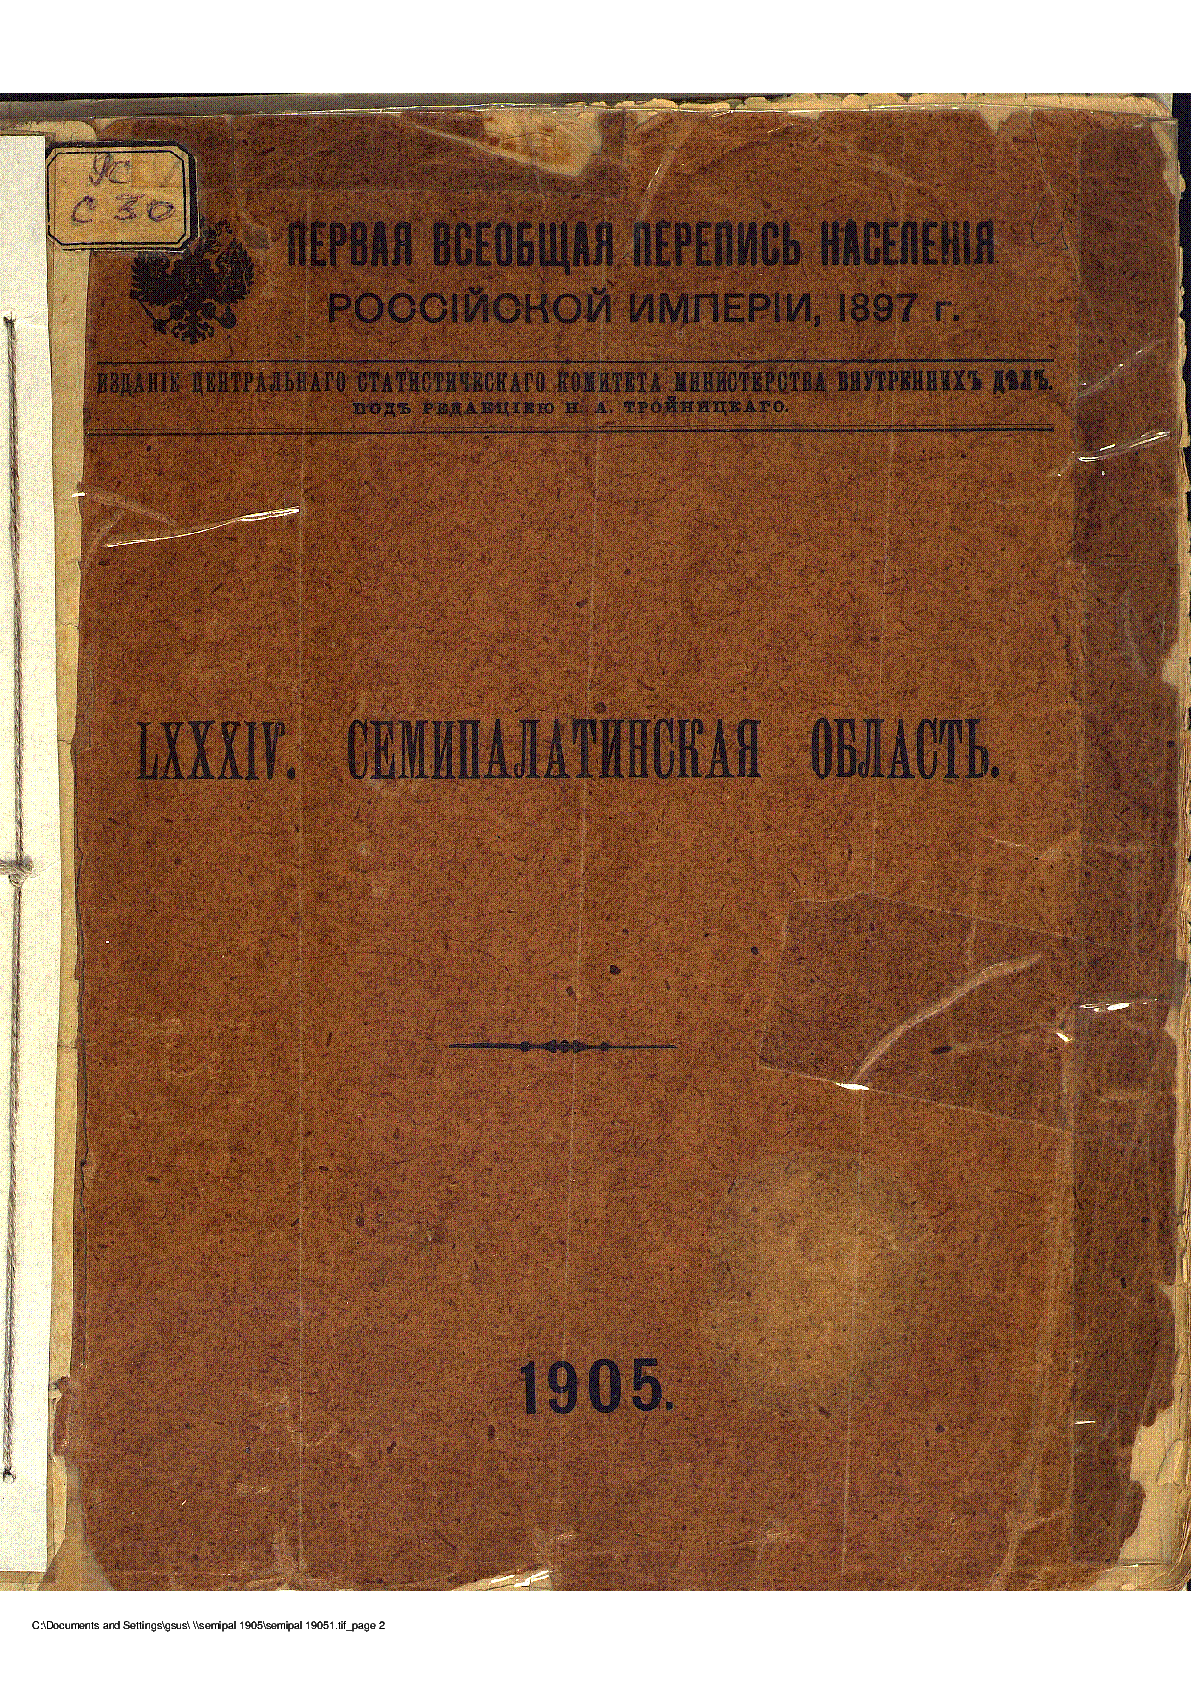 9С
С 30
ПЕРВАЯ ВСЕОБЩАЯ ПЕРЕПИСЬ НАСЕЛЕНІЯ
РОССІЙСКОЙ ИМПЕРІИ, 1897 г.
ИЗДАНІЕ ЦЕНТРАЛЬНАГО СТАТИСТИЧЕСКАГО КОМИТЕТА МИНИСТЕРСТВА ВНУТРЕННИХЪ ДѢЛЪ.
ПОДЪ РЕДАКЦІЕЮ Н. А. ТРОЙНИЦКАГО.
LXXXIV. СЕМИПАЛАТИНСКАЯ ОБЛАСТЬ.
1905.
C:\Documents and Settings\gsus\ \\semipal 1905\semipal 19051.tif_page 2